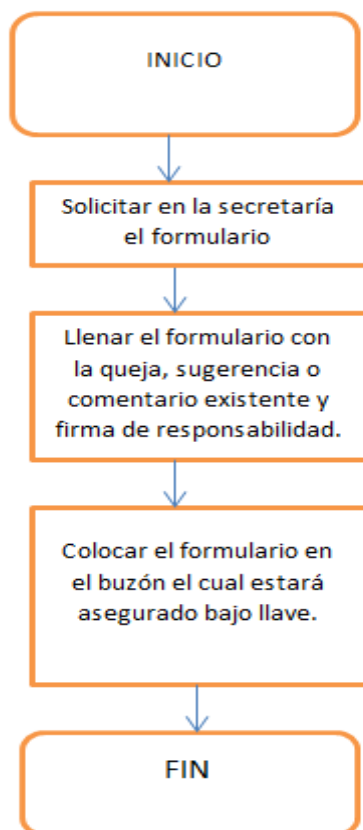 INICIO
Solicitar en la secretaría
el formulario
Llenar el formulario con
la queja, sugerencia o
comentario existente y
firma de responsabilidad.
Colocar el formulario en
el buzón el cual estará
asegurado bajo llave.
FIN